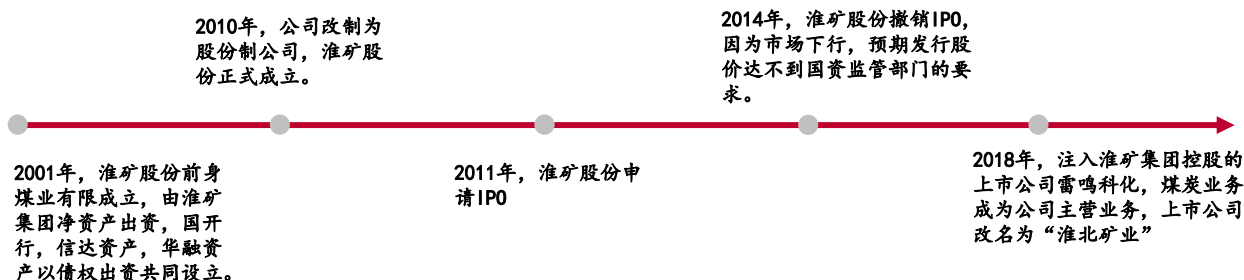 2001年，淮矿股份前身
煤业有限成立，由淮矿
集团净资产出资，国开
行，信达资产，华融资
产以债权出资共同设立。
2010年，公司改制为
股份制公司，淮矿股
份正式成立。
2011年，淮矿股份申
请IPO
2014年，淮矿股份撤销IPO，
因为市场下行，预期发行股
价达不到国资监管部门的要
求。
2018年，注入淮矿集团控股的
上市公司雷鸣科化，煤炭业务
成为公司主营业务，上市公司
改名为“淮北矿业”